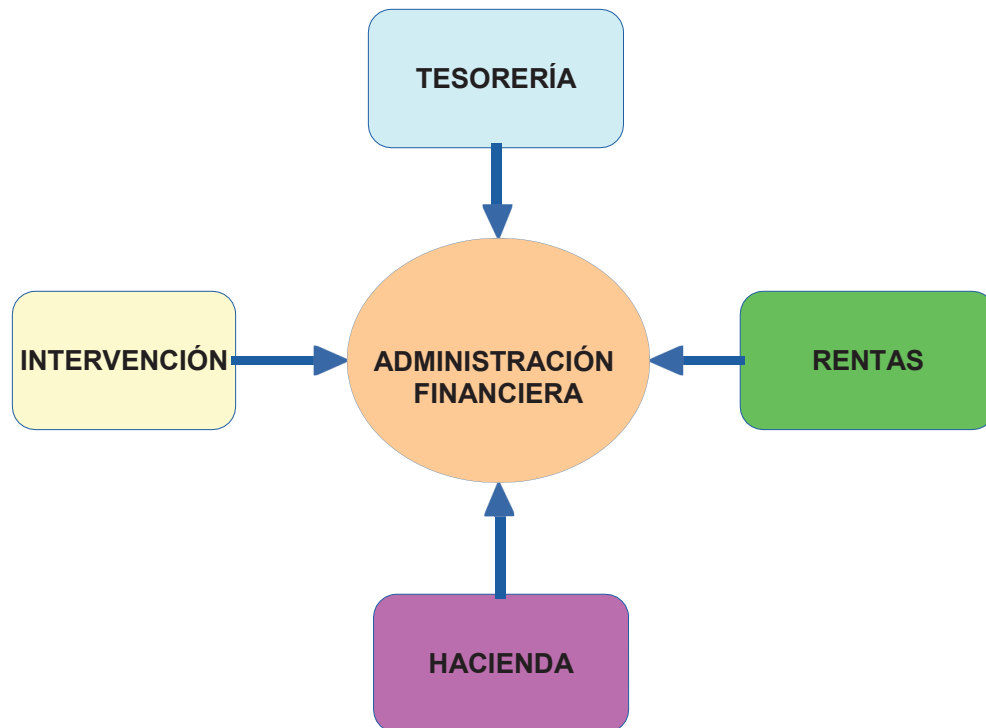 TESORERÍA
INTERVENCIÓN
ADMINISTRACIÓN
FINANCIERA
RENTAS
HACIENDA